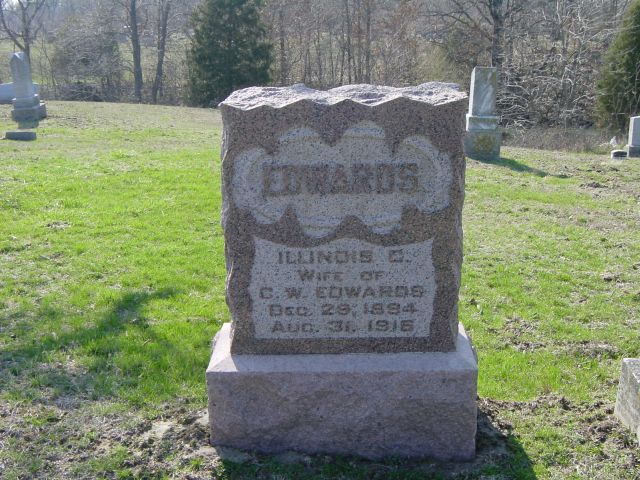 EDWARDS
ILLINOIS C.
WIFE OF
C. W. EDWARDS
DEC. 29, 1894
AUG. 31, 1916